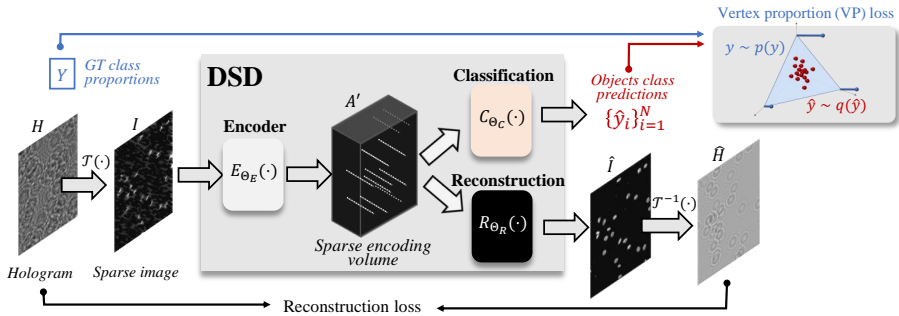 Vertex proportion (VP) loss
Y
GT class
proportions
y ~ p(y)
ŷ ~ q(ŷ)
DSD
Classification
C_{Θ_C}(·)
Objects class
predictions
{ŷ_i}_{i=1}^N
H
𝒯(·)
I
Encoder
E_{Θ_E}(·)
A′
Reconstruction
R_{Θ_R}(·)
Î
𝒯^{-1}(·)
Ĥ
Sparse encoding
volume
Hologram
Sparse image
Reconstruction loss